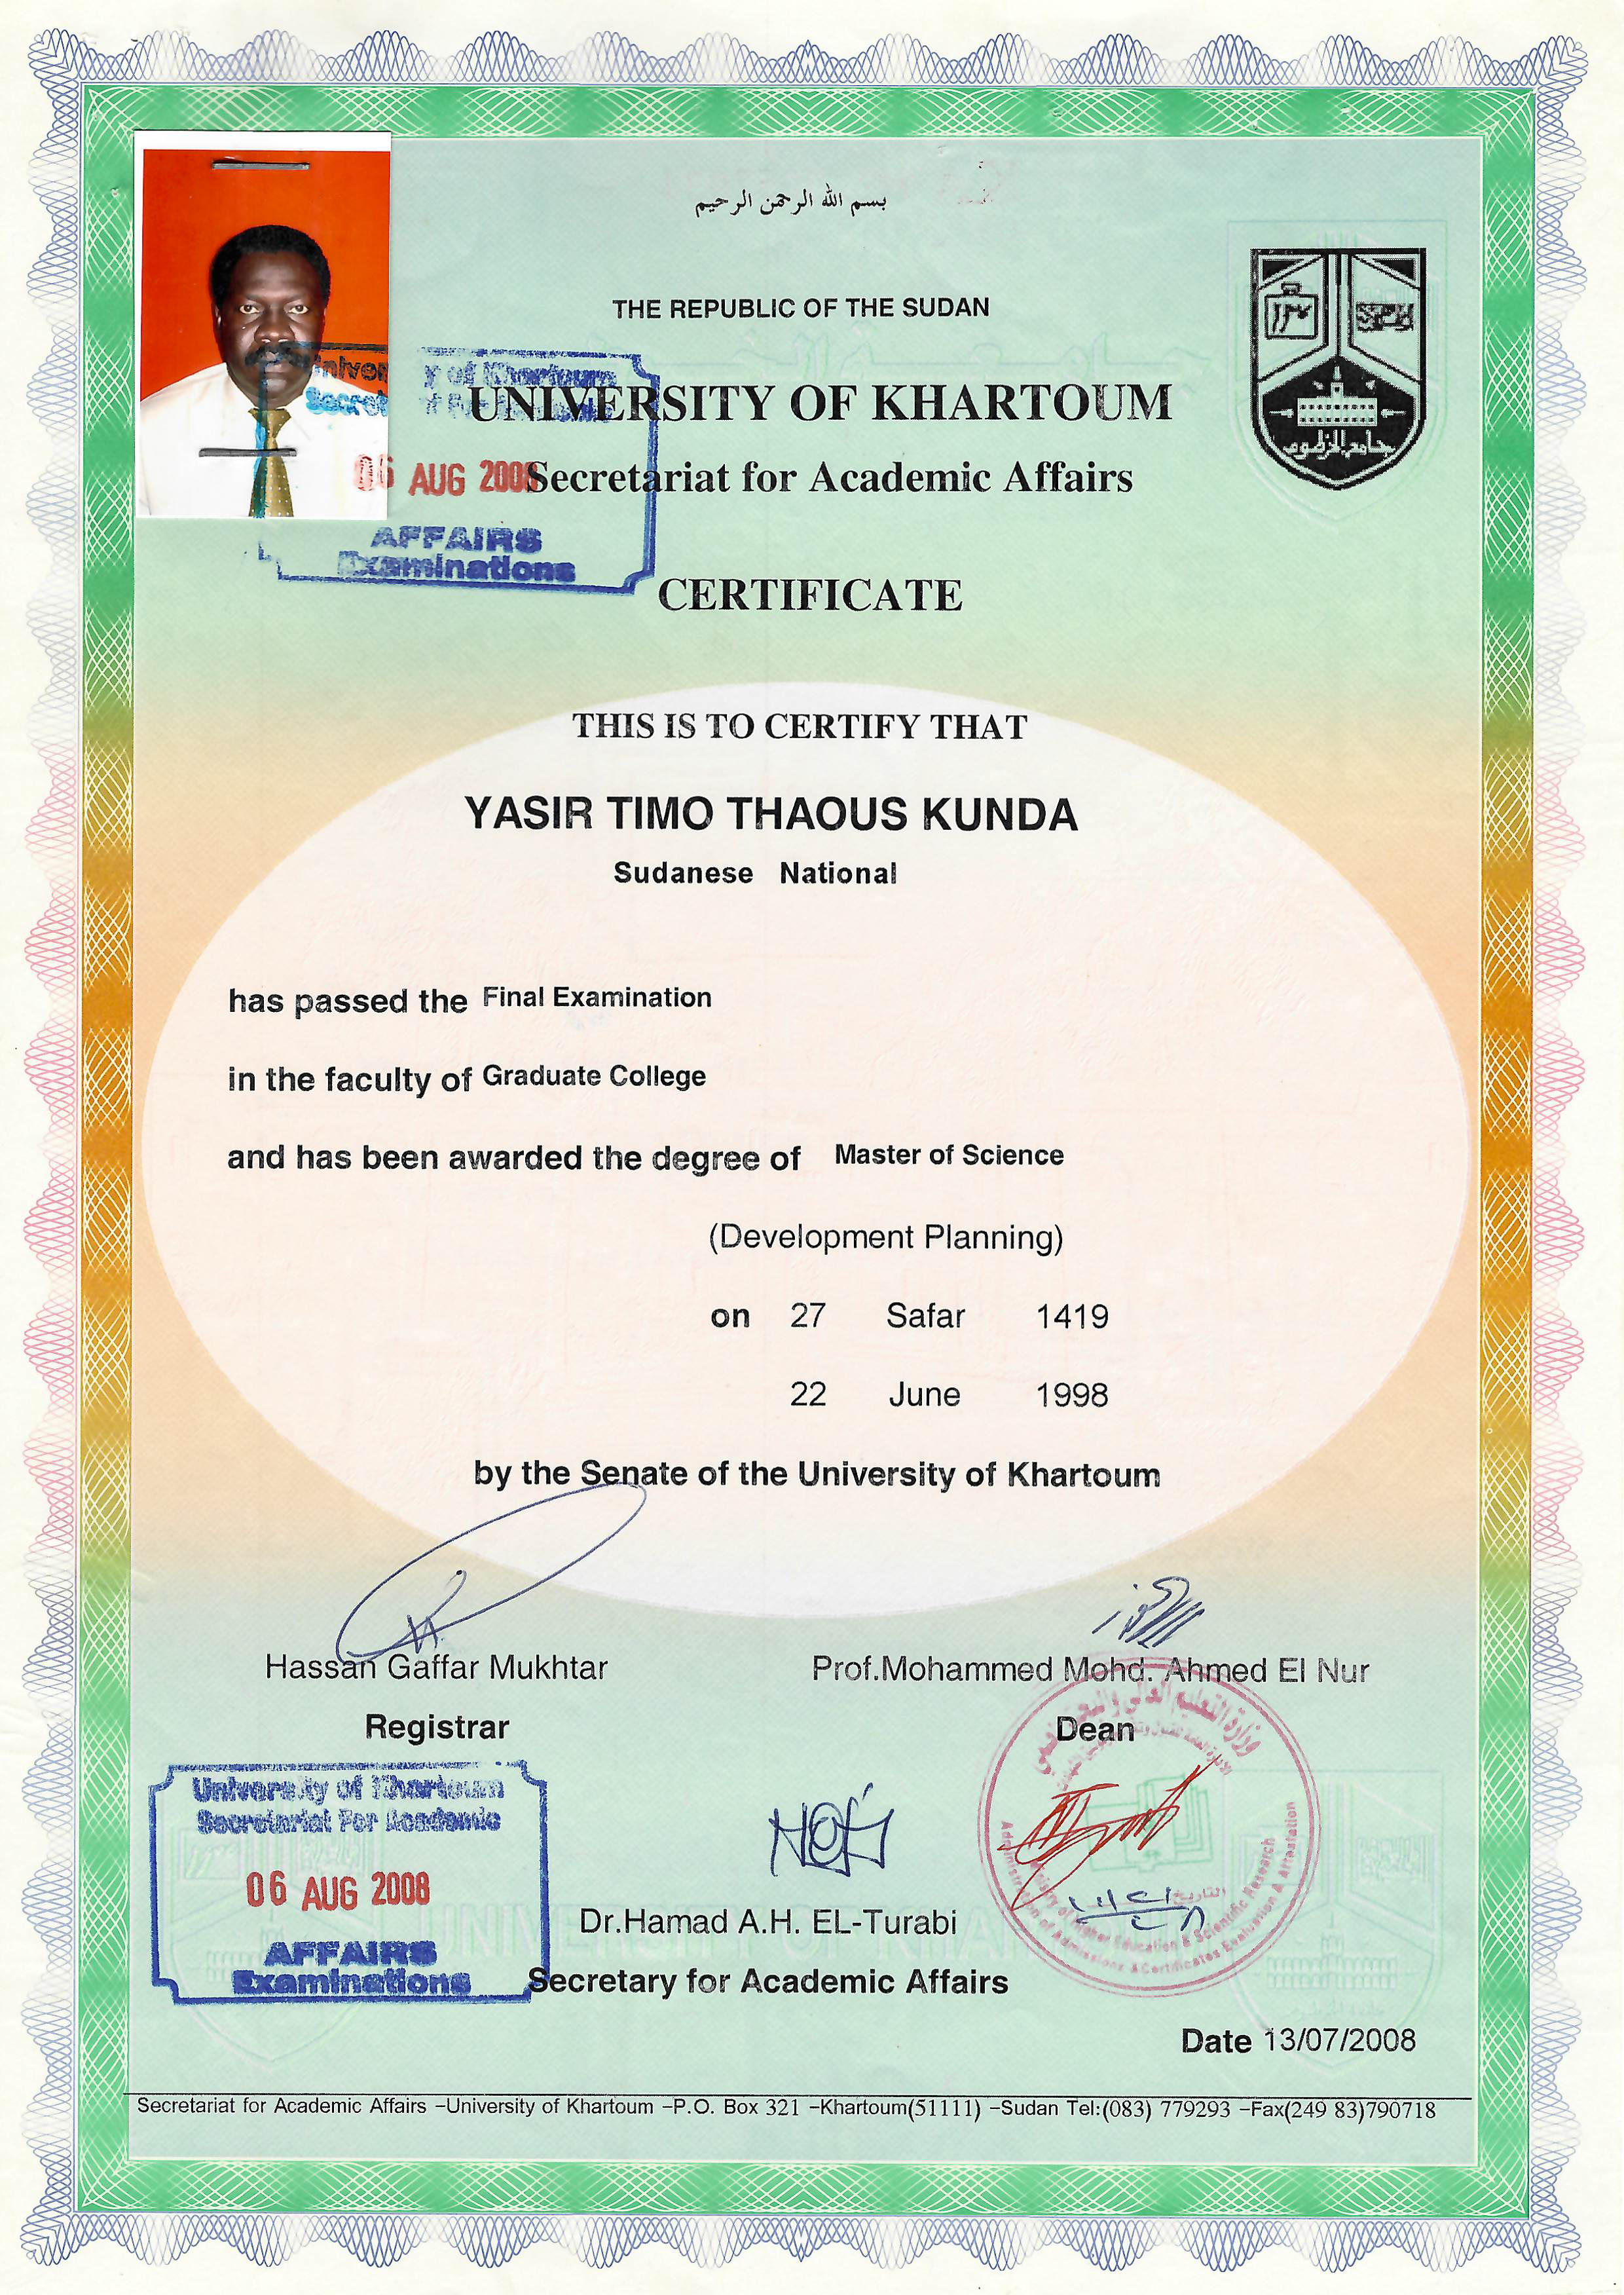 بسم الله الرحمن الرحيم
THE REPUBLIC OF THE SUDAN
UNIVERSITY OF KHARTOUM
Secretariat for Academic Affairs
University of Khartoum
06 AUG 2008
AFFAIRS
Examinations
جامعة الخرطوم
CERTIFICATE
THIS IS TO CERTIFY THAT
YASIR TIMO THAOUS KUNDA
Sudanese National
has passed the Final Examination
in the faculty of Graduate College
and has been awarded the degree of Master of Science
(Development Planning)
on 27 Safar 1419
22 June 1998
by the Senate of the University of Khartoum
Hassan Gaffar Mukhtar
Registrar
Prof.Mohammed Mohd. Ahmed El Nur
Dean
University of Khartoum
Secretariat For Academic
06 AUG 2008
AFFAIRS
Examinations
وزارة التعليم العالي والبحث العلمي
التاريخ
Ministry of Higher Education & Scientific Research
Administration of Admissions & Certificates Evaluation & Attestation
Dr.Hamad A.H. EL-Turabi
Secretary for Academic Affairs
Date 13/07/2008
Secretariat for Academic Affairs –University of Khartoum –P.O. Box 321 –Khartoum(51111) –Sudan Tel:(083) 779293 –Fax(249 83)790718